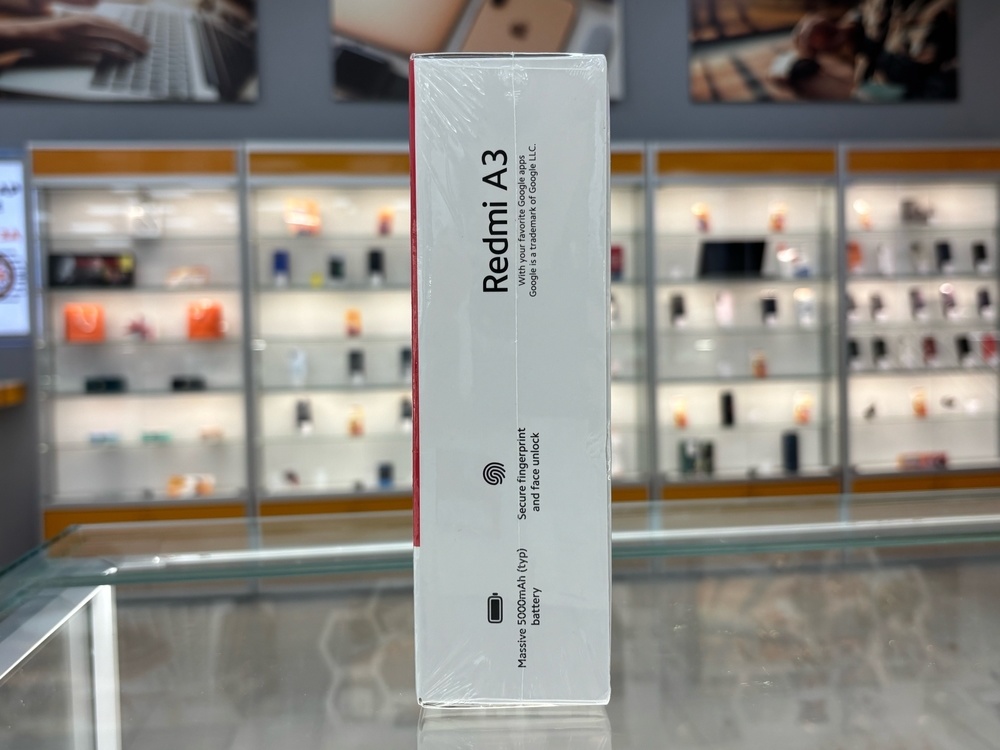 Redmi A3
With your favorite Google apps
Google is a trademark of Google LLC.
Secure fingerprint
and face unlock
Massive 5000mAh (typ)
battery